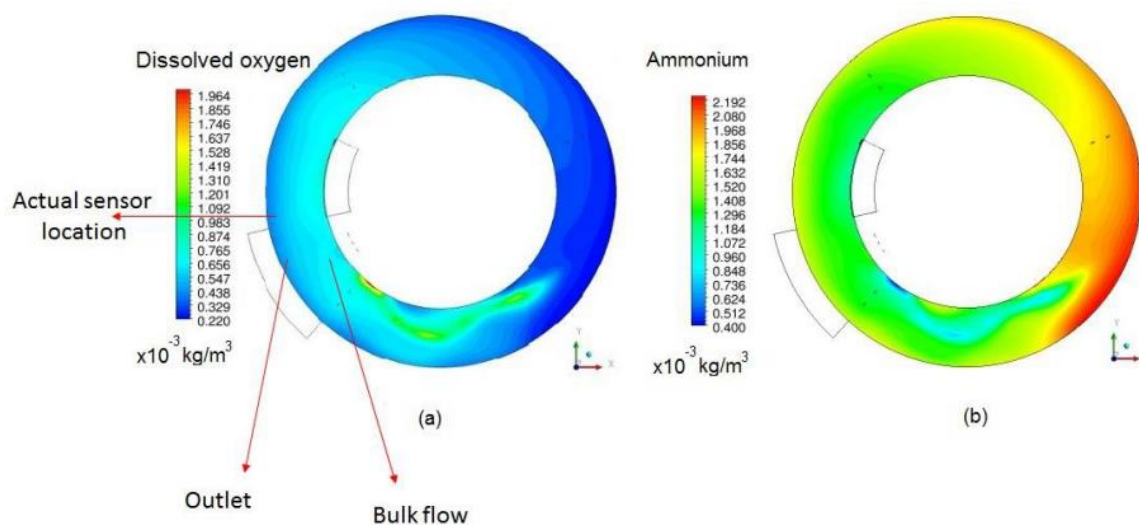 Dissolved oxygen
1.964
1.855
1.746
1.637
1.528
1.419
1.310
1.201
1.092
0.983
0.874
0.765
0.656
0.547
0.438
0.329
0.220
x10⁻³ kg/m³
Actual sensor
location
Outlet
Bulk flow
(a)
Y
X
Ammonium
2.192
2.080
1.968
1.856
1.744
1.632
1.520
1.408
1.296
1.184
1.072
0.960
0.848
0.736
0.624
0.512
0.400
x10⁻³ kg/m³
(b)
Y